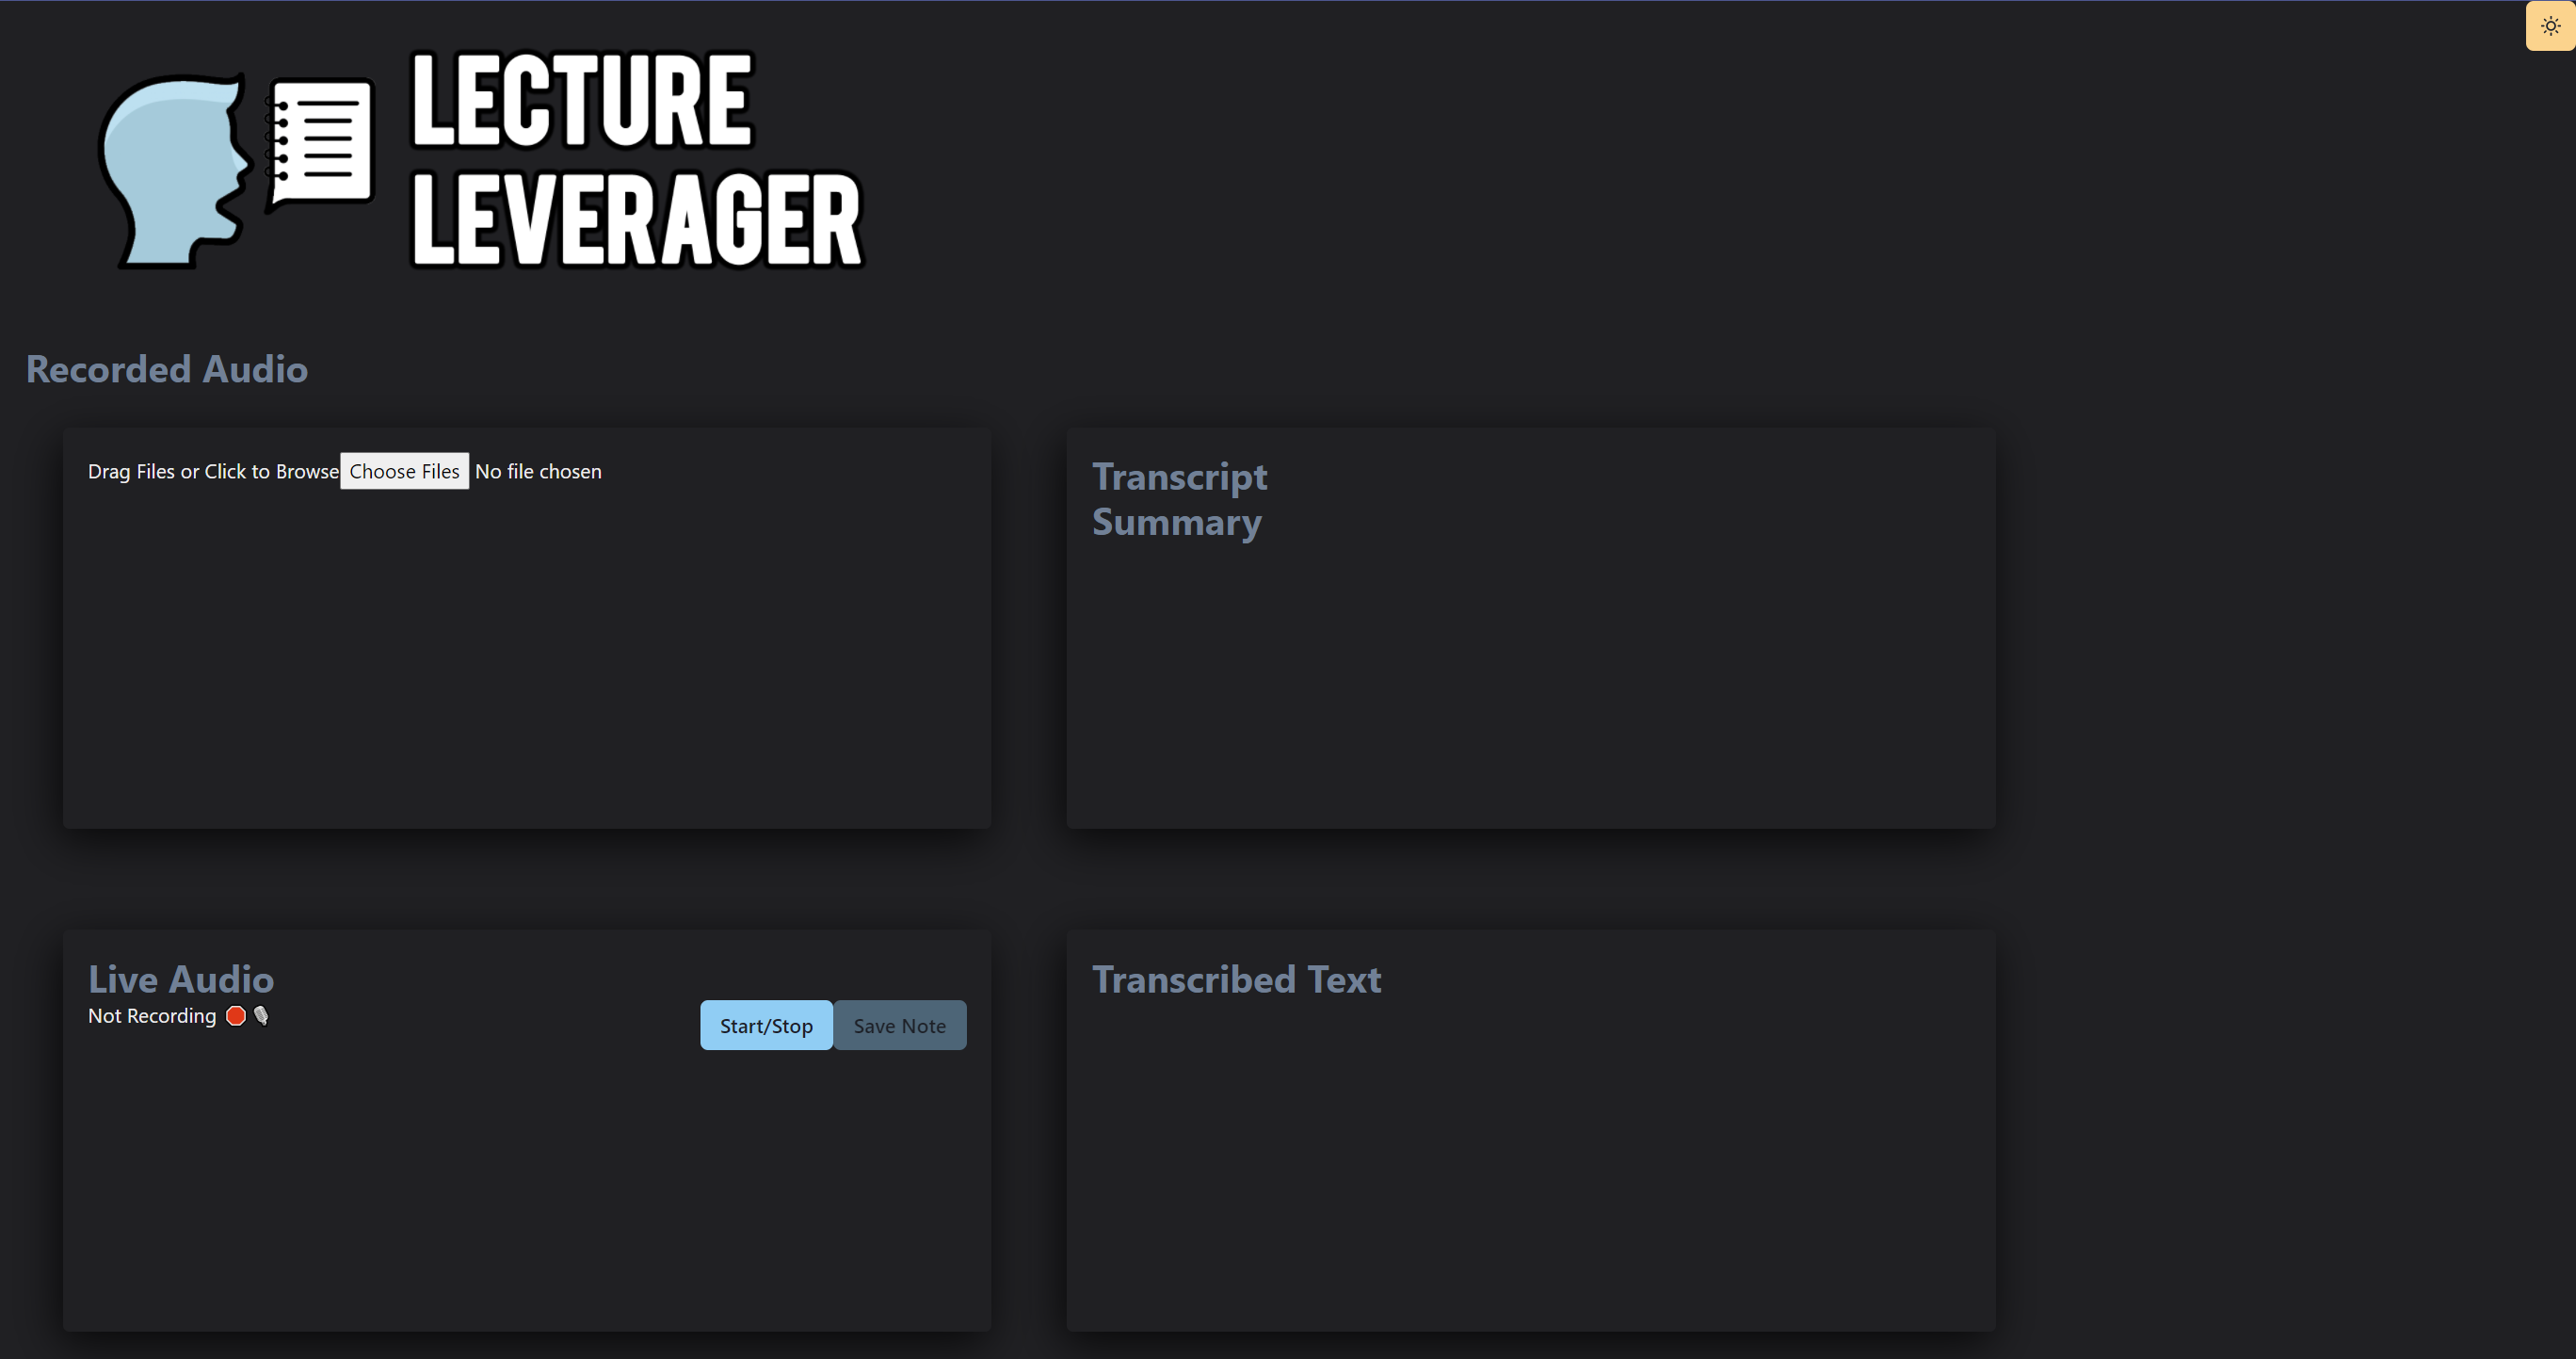 LECTURE
LEVERAGER
Recorded Audio
Drag Files or Click to Browse Choose Files No file chosen
Transcript
Summary
Live Audio
Not Recording
Start/Stop Save Note
Transcribed Text